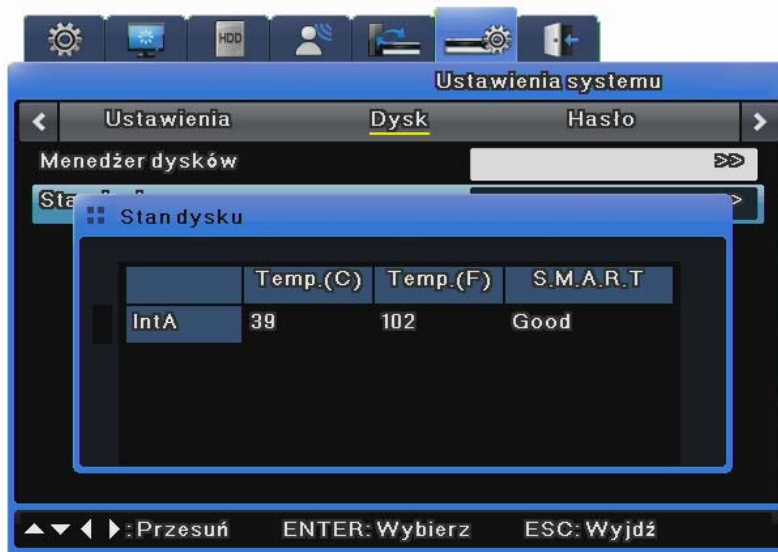 HDD
Ustawienia systemu
Ustawienia Dysk Hasło
Menedżer dysków >>
Stan dysku
Temp.(C) Temp.(F) S.M.A.R.T
IntA 39 102 Good
:Przesuń ENTER:Wybierz ESC:Wyjdź